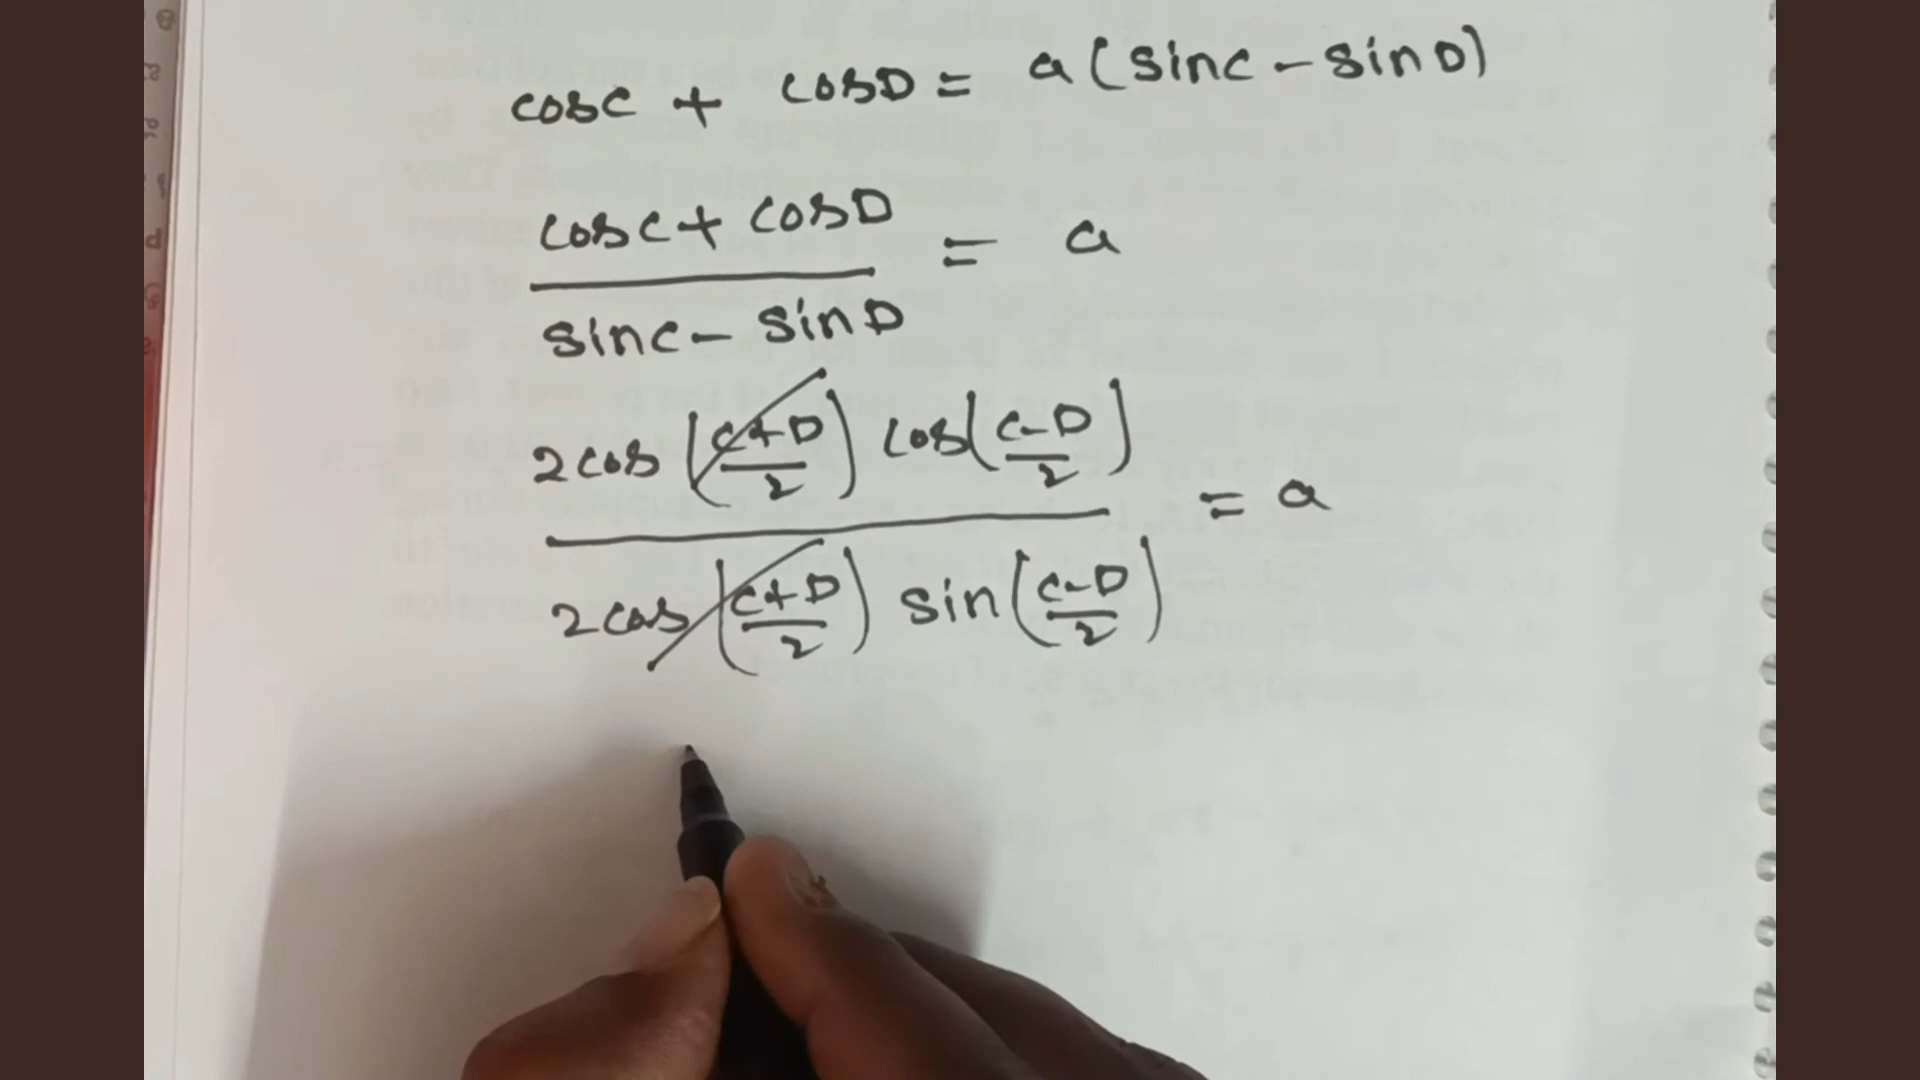 cosC + cosD = a(sinC - sinD)
cosC + cosD
= a
sinC - sinD
2cos(C+D/2) cos(C-D/2)
= a
2cos(C+D/2) sin(C-D/2)